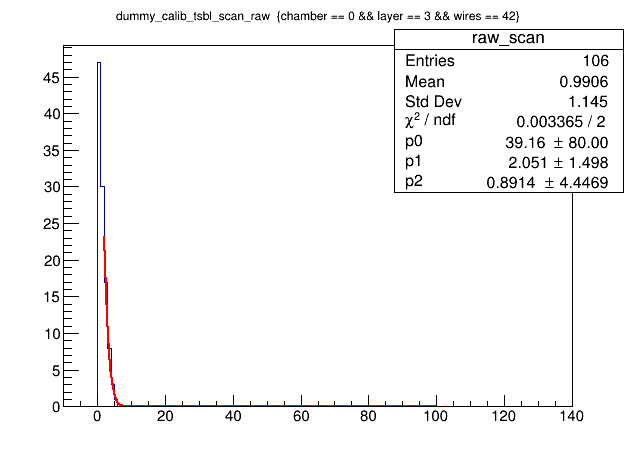 dummy_calib_tsbl_scan_raw {chamber == 0 && layer == 3 && wires == 42}
raw_scan
Entries 106
Mean 0.9906
Std Dev 1.145
χ² / ndf 0.003365 / 2
p0 39.16 ± 80.00
p1 2.051 ± 1.498
p2 0.8914 ± 4.4469
45
40
35
30
25
20
15
10
5
0
0 20 40 60 80 100 120 140